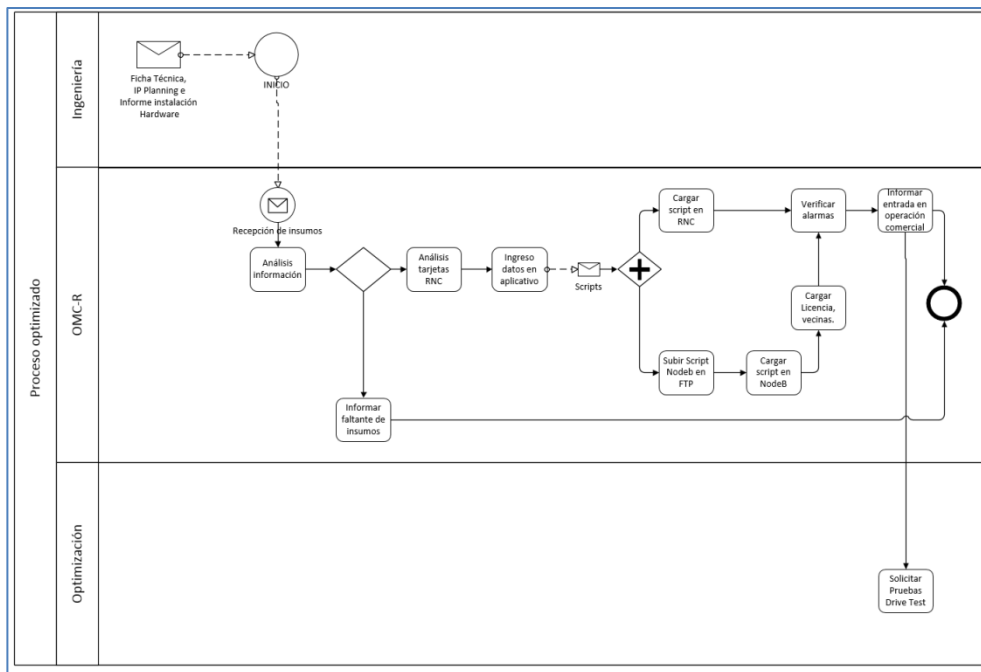 Proceso optimizado
Ingeniería
Ficha Técnica,
IP Planning e
Informe instalación
Hardware
INICIO
OMC-R
Recepción de insumos
Análisis
información
Análisis
tarjetas
RNC
Ingreso
datos en
aplicativo
Scripts
Cargar
script en
RNC
Verificar
alarmas
Informar
entrada en
operación
comercial
Cargar
Licencia,
vecinas.
Subir Script
Nodeb en
FTP
Cargar
script en
NodeB
Informar
faltante de
insumos
Optimización
Solicitar
Pruebas
Drive Test